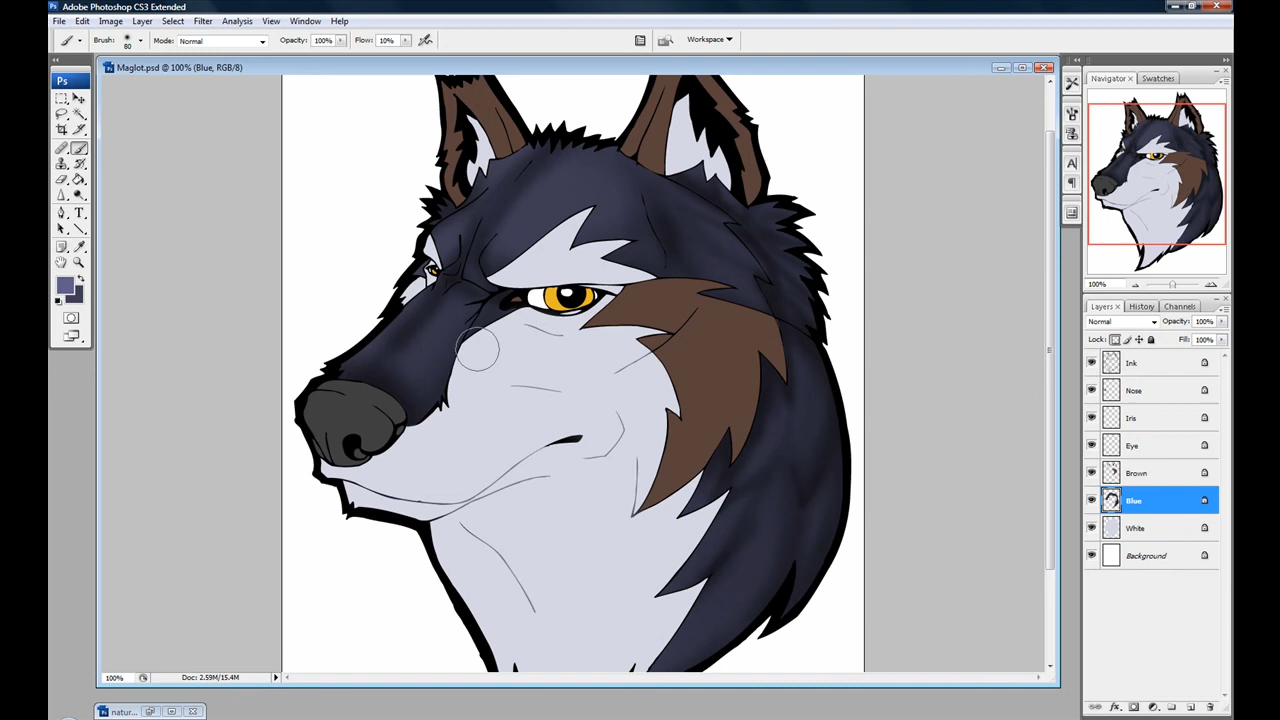 Adobe Photoshop CS3 Extended
File Edit Image Layer Select Filter Analysis View Window Help
Brush: 80 Mode: Normal Opacity: 100% Flow: 10% Workspace
Ps
Maglot.psd @ 100% (Blue, RGB/8)
Navigator Swatches
100%
Layers History Channels
Normal Opacity: 100%
Lock: Fill: 100%
Ink
Nose
Iris
Eye
Brown
Blue
White
Background
100% Doc: 2.59M/15.4M
natur...